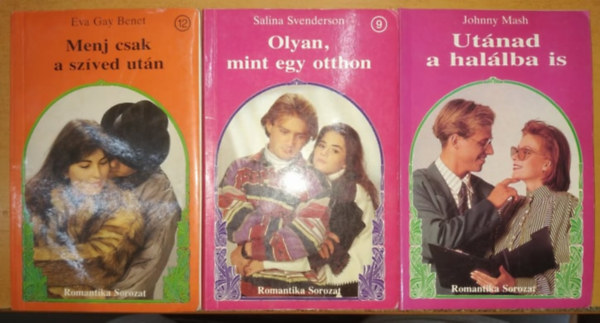 Eva Gay Benet
12
Menj csak
a szíved után
Romantika Sorozat
Salina Svenderson
9
Olyan,
mint egy otthon
Romantika Sorozat
Johnny Mash
Utánad
a halálba is
Romantika Sorozat